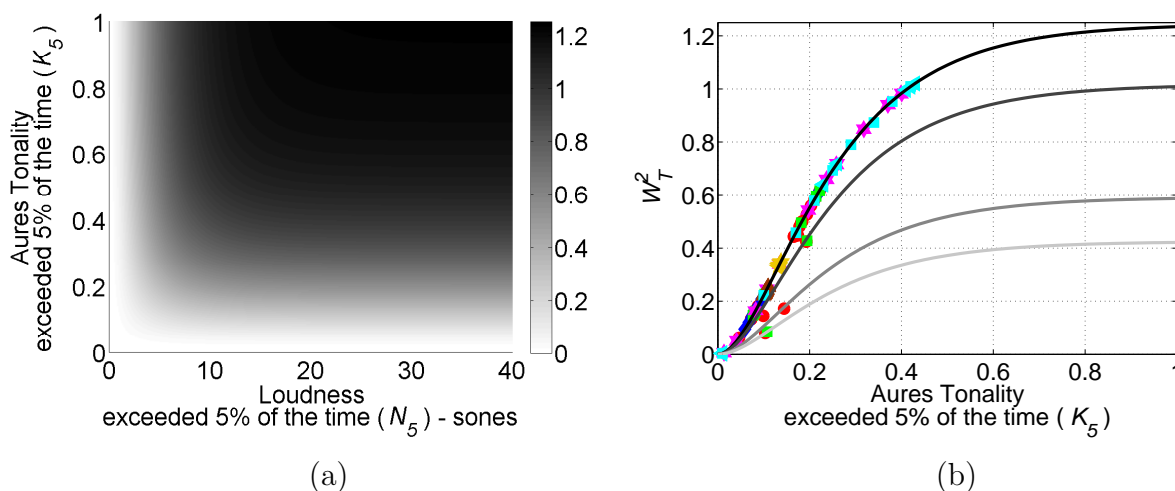 1
0.8
0.6
0.4
0.2
0
Aures Tonality
exceeded 5% of the time ( K5 )
0 10 20 30 40
Loudness
exceeded 5% of the time ( N5 ) - sones
1.2
1
0.8
0.6
0.4
0.2
0
(a)
1.2
1
0.8
0.6
0.4
0.2
0
W_T^2
0 0.2 0.4 0.6 0.8 1
Aures Tonality
exceeded 5% of the time ( K5 )
(b)